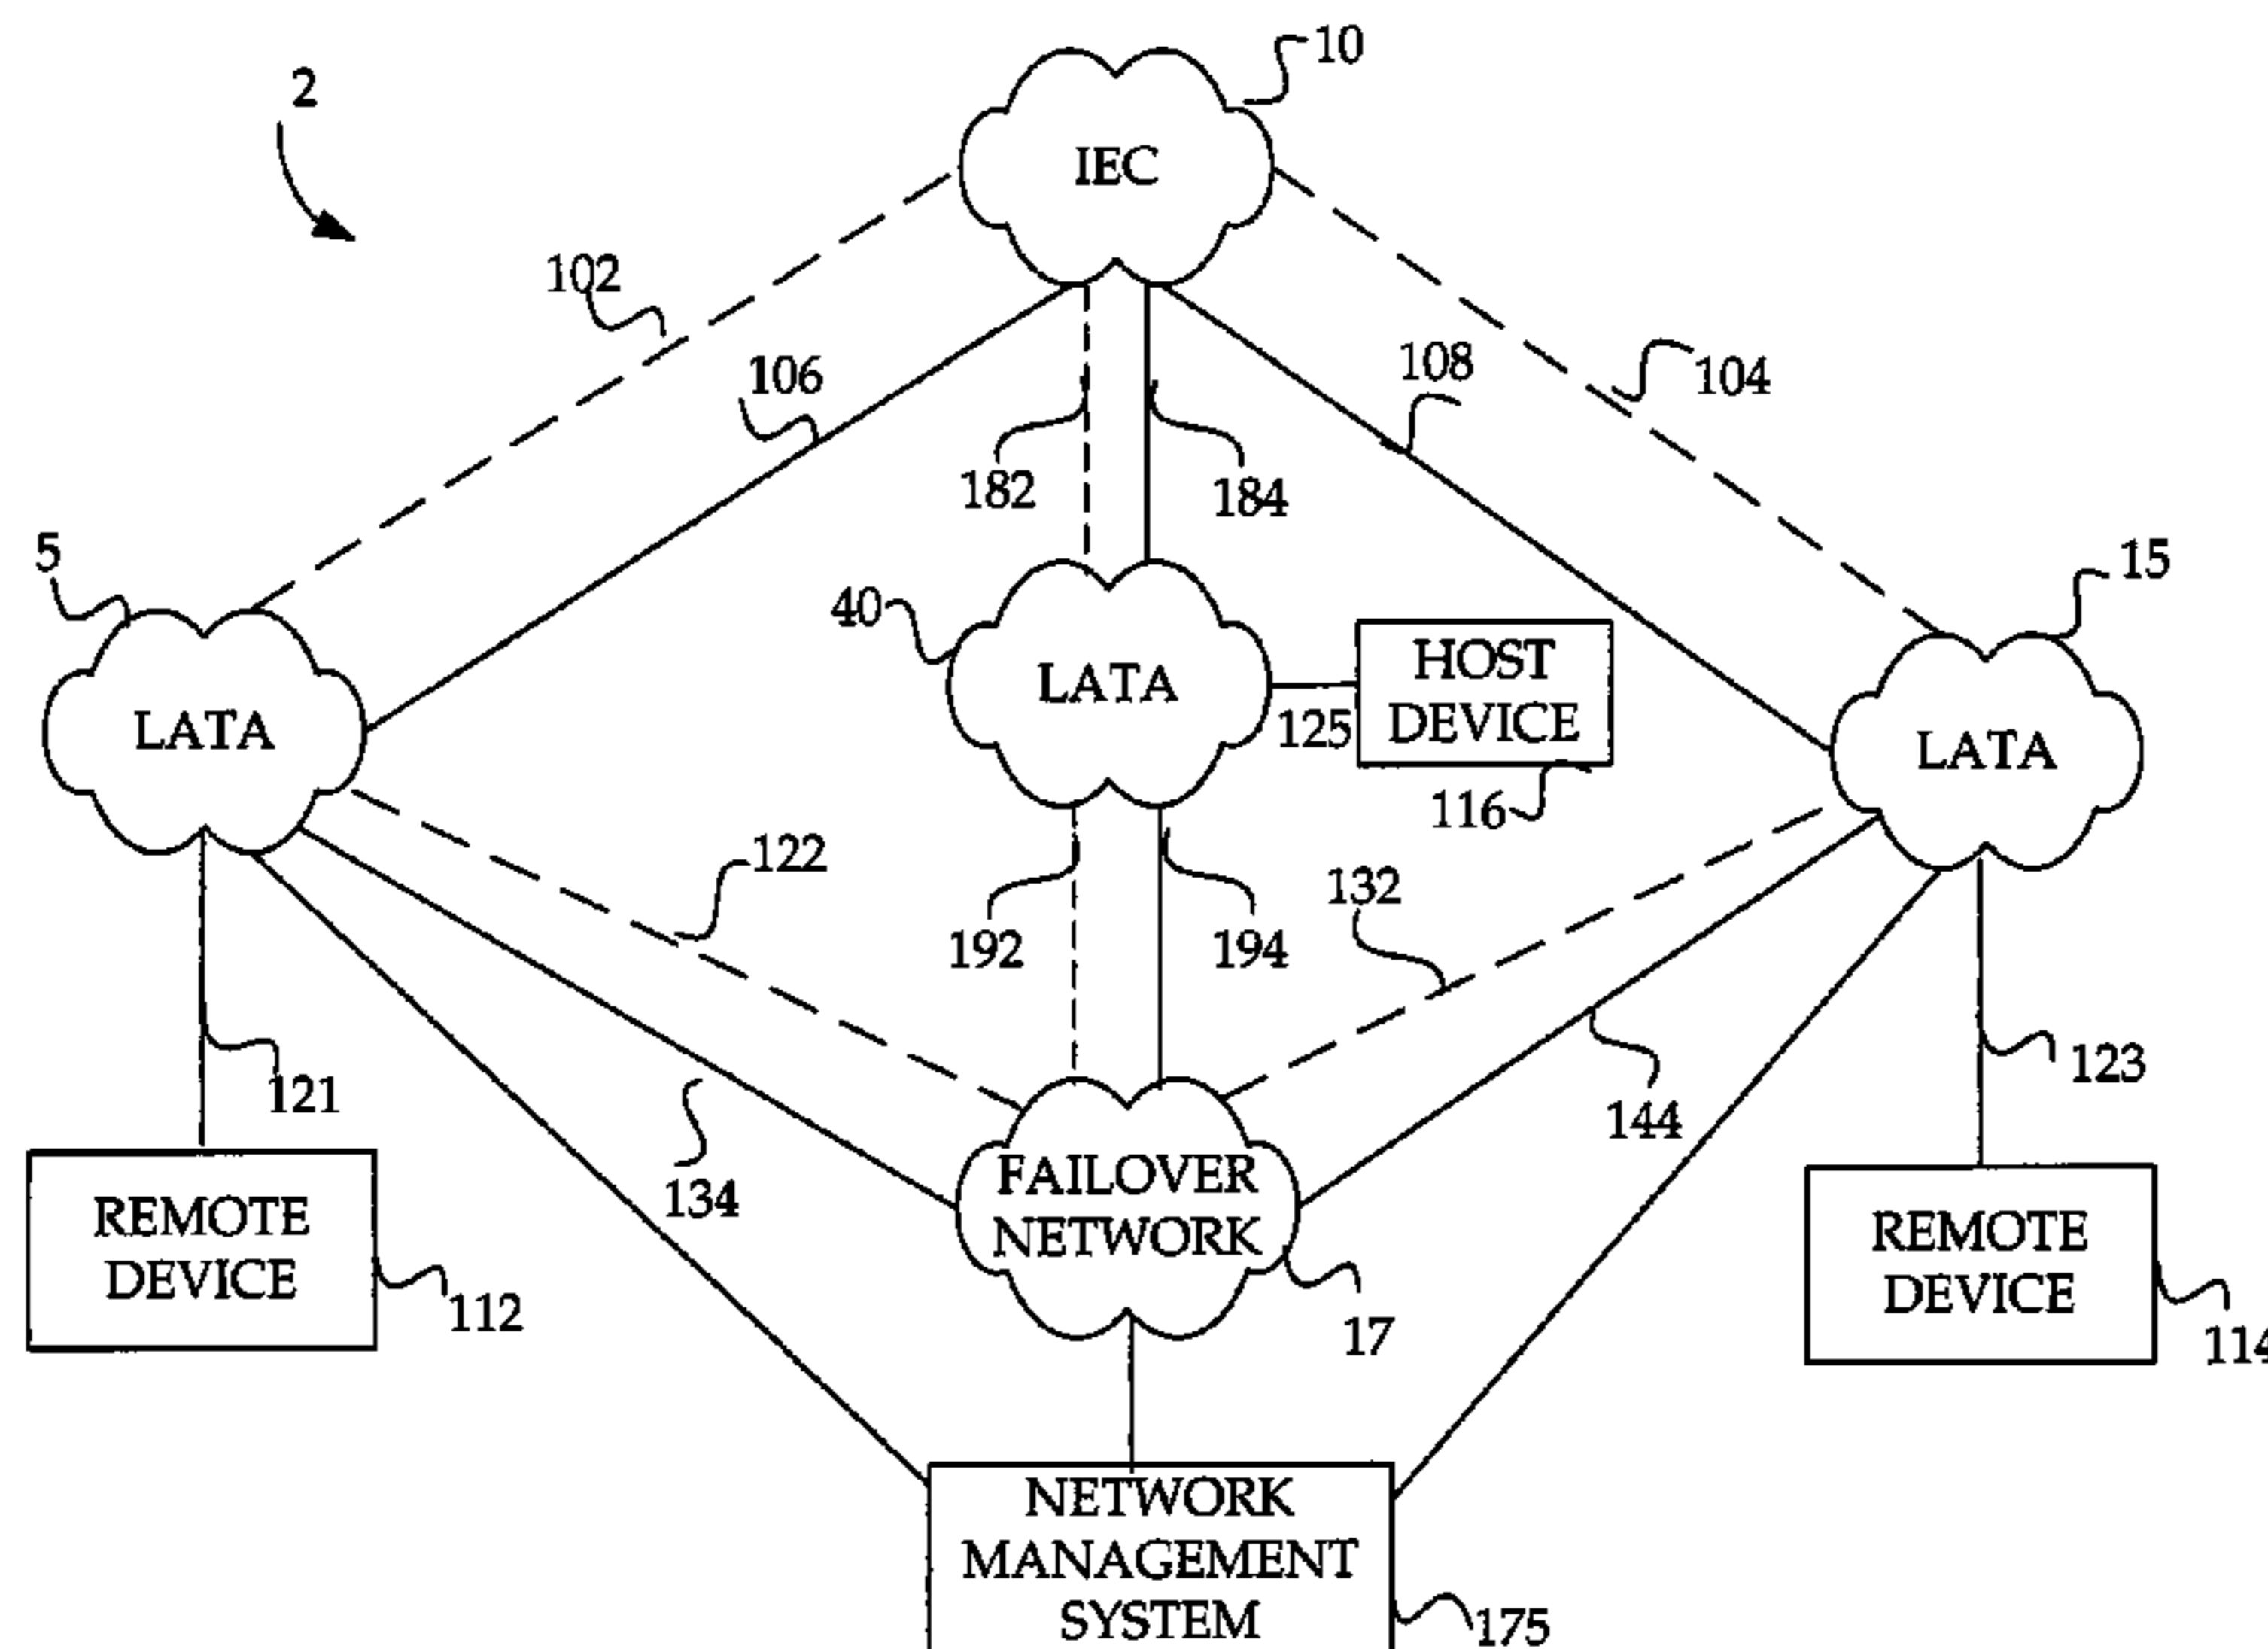 2
10
IEC
102
106
108
104
182
184
5
15
40
LATA
HOST
DEVICE
LATA
125
LATA
116
122
132
192
194
121
134
144
123
FAILOVER
NETWORK
REMOTE
DEVICE
REMOTE
DEVICE
112
17
114
NETWORK
MANAGEMENT
SYSTEM
175